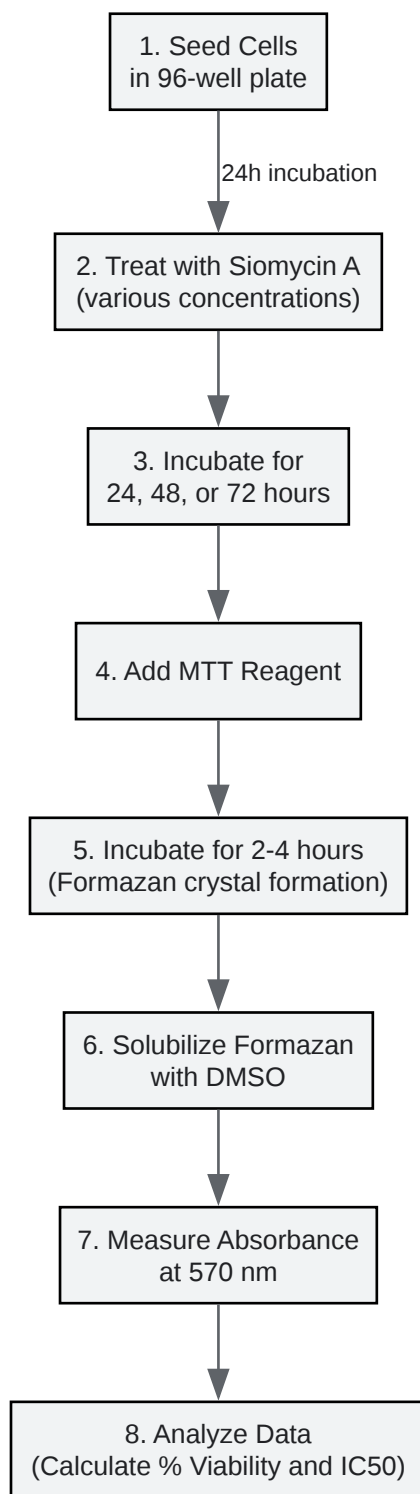 1. Seed Cells
in 96-well plate
24h incubation
2. Treat with Siomycin A
(various concentrations)
3. Incubate for
24, 48, or 72 hours
4. Add MTT Reagent
5. Incubate for 2-4 hours
(Formazan crystal formation)
6. Solubilize Formazan
with DMSO
7. Measure Absorbance
at 570 nm
8. Analyze Data
(Calculate % Viability and IC50)